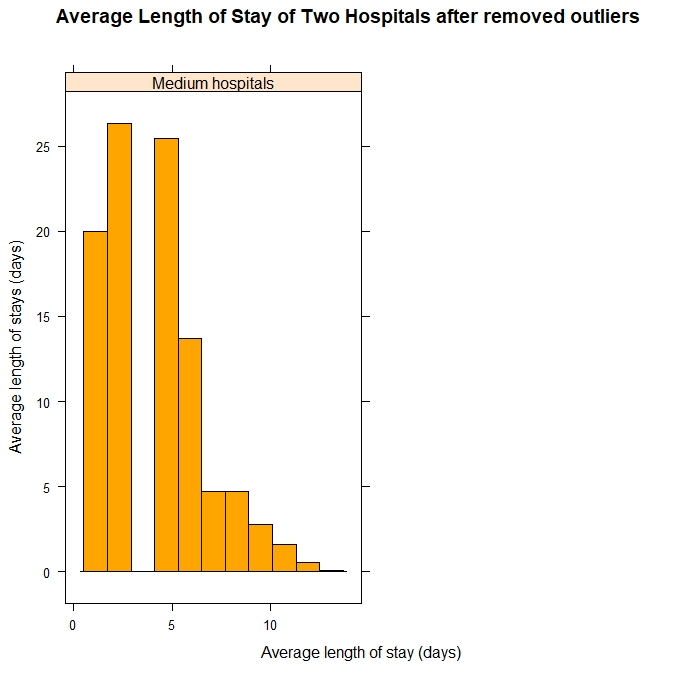 Average Length of Stay of Two Hospitals after removed outliers
Medium hospitals
Average length of stays (days)
25
20
15
10
5
0
0 5 10
Average length of stay (days)